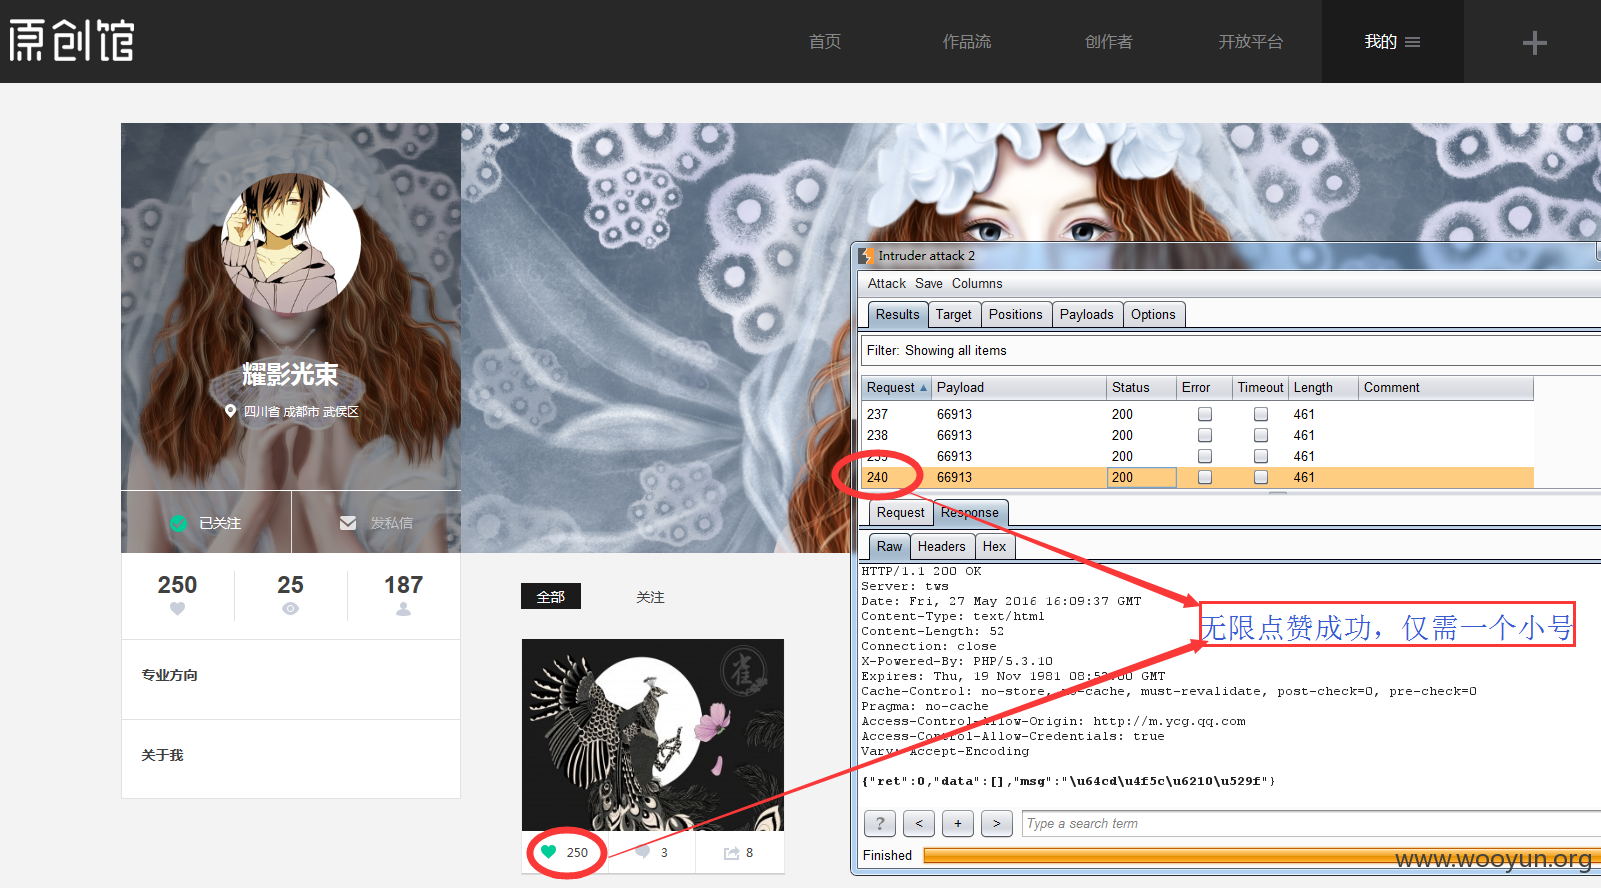 原创馆
首页 作品流 创作者 开放平台 我的
耀影光束
四川省 成都市 武侯区
已关注 发私信
250 25 187
专业方向
关于我
全部 关注
雀
250 3 8
Intruder attack 2
Attack Save Columns
Results Target Positions Payloads Options
Filter: Showing all items
Request Payload Status Error Timeout Length Comment
237 66913 200 461
238 66913 200 461
239 66913 200 461
240 66913 200 461
Request Response
Raw Headers Hex
HTTP/1.1 200 OK
Server: tws
Date: Fri, 27 May 2016 16:09:37 GMT
Content-Type: text/html
Content-Length: 52
Connection: close
X-Powered-By: PHP/5.3.10
Expires: Thu, 19 Nov 1981 08:52:00 GMT
Cache-Control: no-store, no-cache, must-revalidate, post-check=0, pre-check=0
Pragma: no-cache
Access-Control-Allow-Origin: http://m.ycg.qq.com
Access-Control-Allow-Credentials: true
Vary: Accept-Encoding
{"ret":0,"data":[],"msg":"\u64cd\u4f5c\u6210\u529f"}
无限点赞成功，仅需一个小号
? < + > Type a search term
Finished
www.wooyun.org